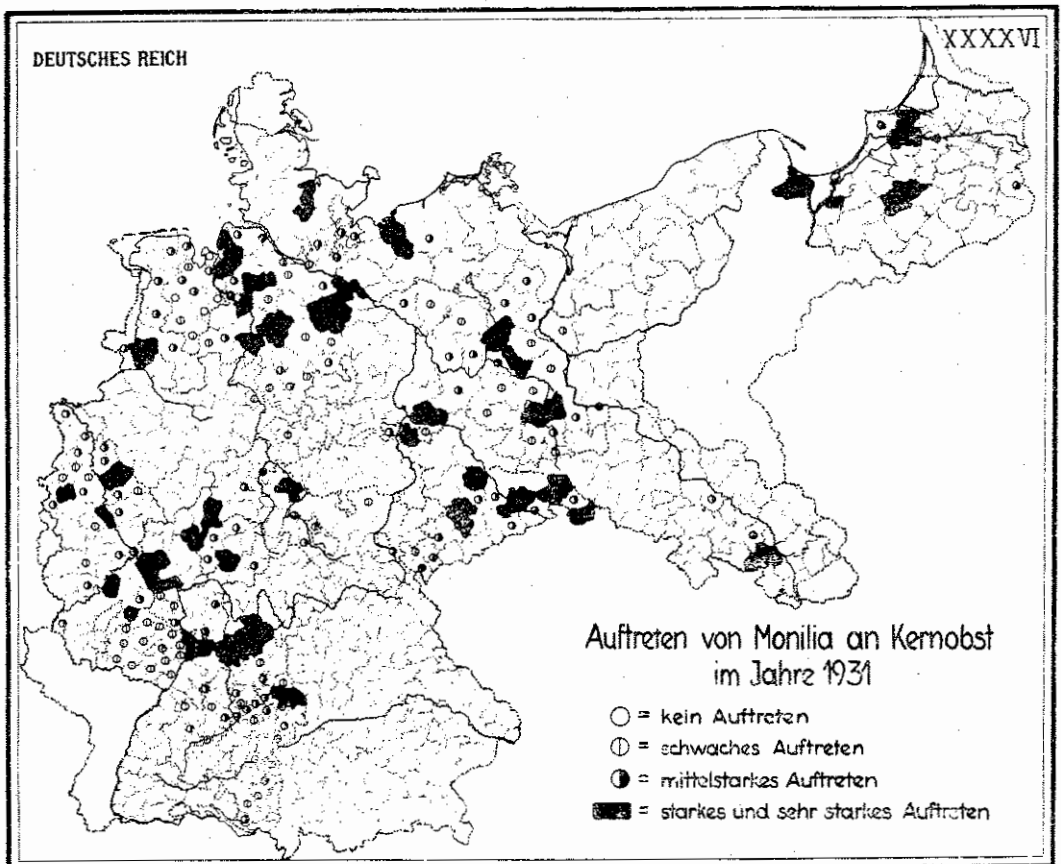 DEUTSCHES REICH
XXXXVI
Auftreten von Monilia an Kernobst
im Jahre 1931
= kein Auftreten
= schwaches Auftreten
= mittelstarkes Auftreten
= starkes und sehr starkes Auftreten